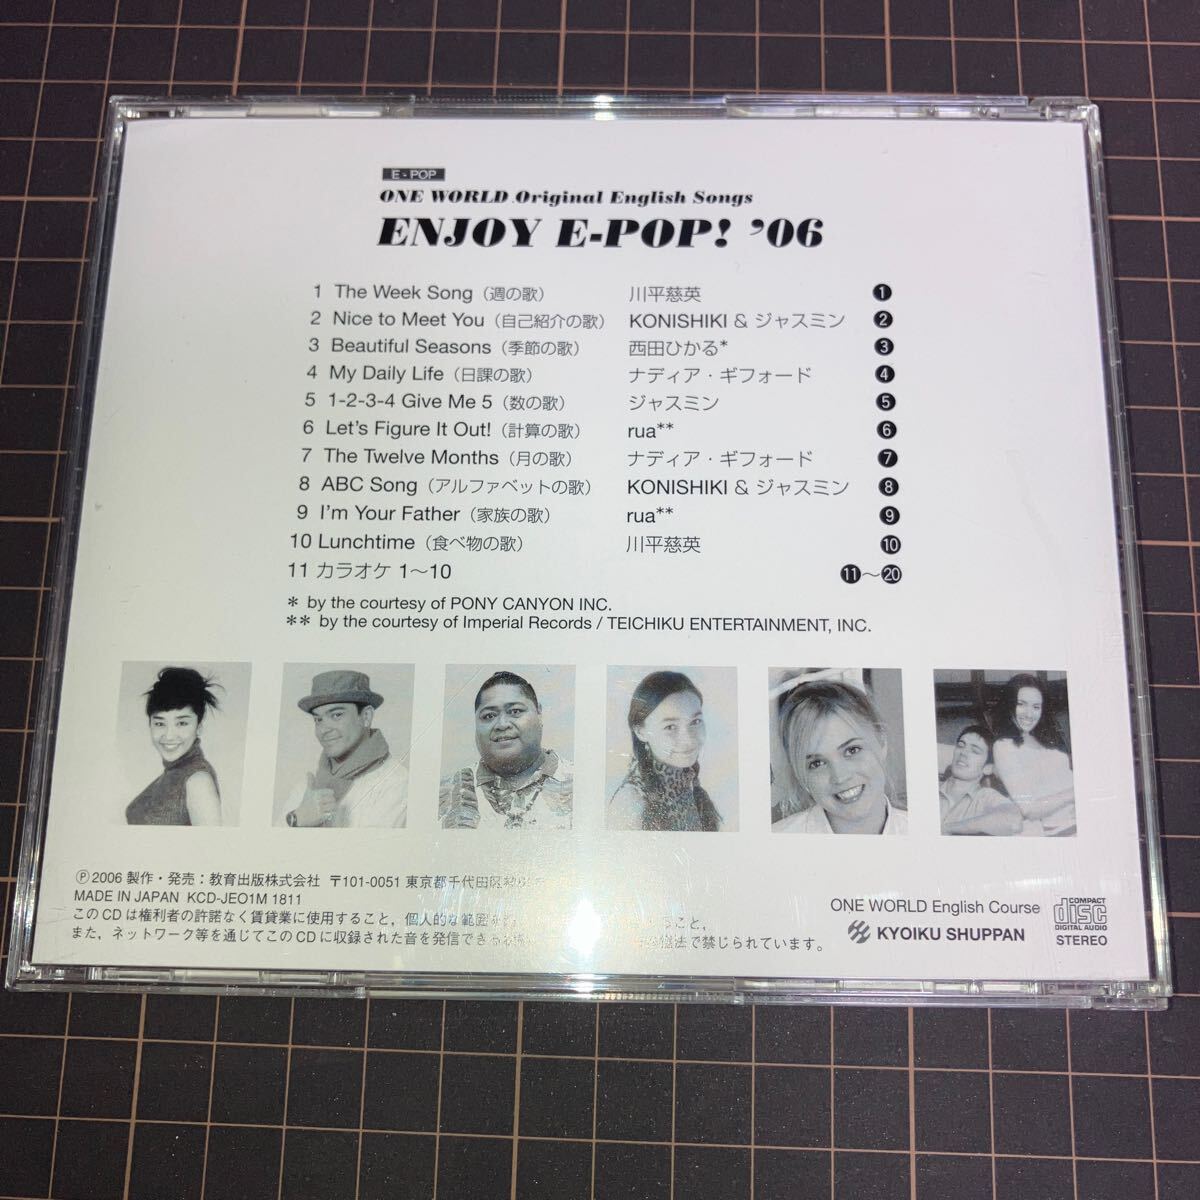 E-POP
ONE WORLD Original English Songs
ENJOY E-POP! ’06
1 The Week Song（週の歌） 川平慈英 ❶
2 Nice to Meet You（自己紹介の歌） KONISHIKI & ジャスミン ❷
3 Beautiful Seasons（季節の歌） 西田ひかる* ❸
4 My Daily Life（日課の歌） ナディア・ギフォード ❹
5 1-2-3-4 Give Me 5（数の歌） ジャスミン ❺
6 Let's Figure It Out!（計算の歌） rua** ❻
7 The Twelve Months（月の歌） ナディア・ギフォード ❼
8 ABC Song（アルファベットの歌） KONISHIKI & ジャスミン ❽
9 I'm Your Father（家族の歌） rua** ❾
10 Lunchtime（食べ物の歌） 川平慈英 ❿
11 カラオケ 1〜10 ⓫〜⓴
* by the courtesy of PONY CANYON INC.
** by the courtesy of Imperial Records / TEICHIKU ENTERTAINMENT, INC.
Ⓟ2006 製作・発売：教育出版株式会社 〒101-0051 東京都千代田区
MADE IN JAPAN KCD-JEO1M 1811
このCDは権利者の許諾なく賃貸業に使用すること，個人的な範囲を こと，
また，ネットワーク等を通じてこのCDに収録された音を発信できる 法で禁じられています。
ONE WORLD English Course
KYOIKU SHUPPAN
COMPACT
disc
DIGITAL AUDIO
STEREO